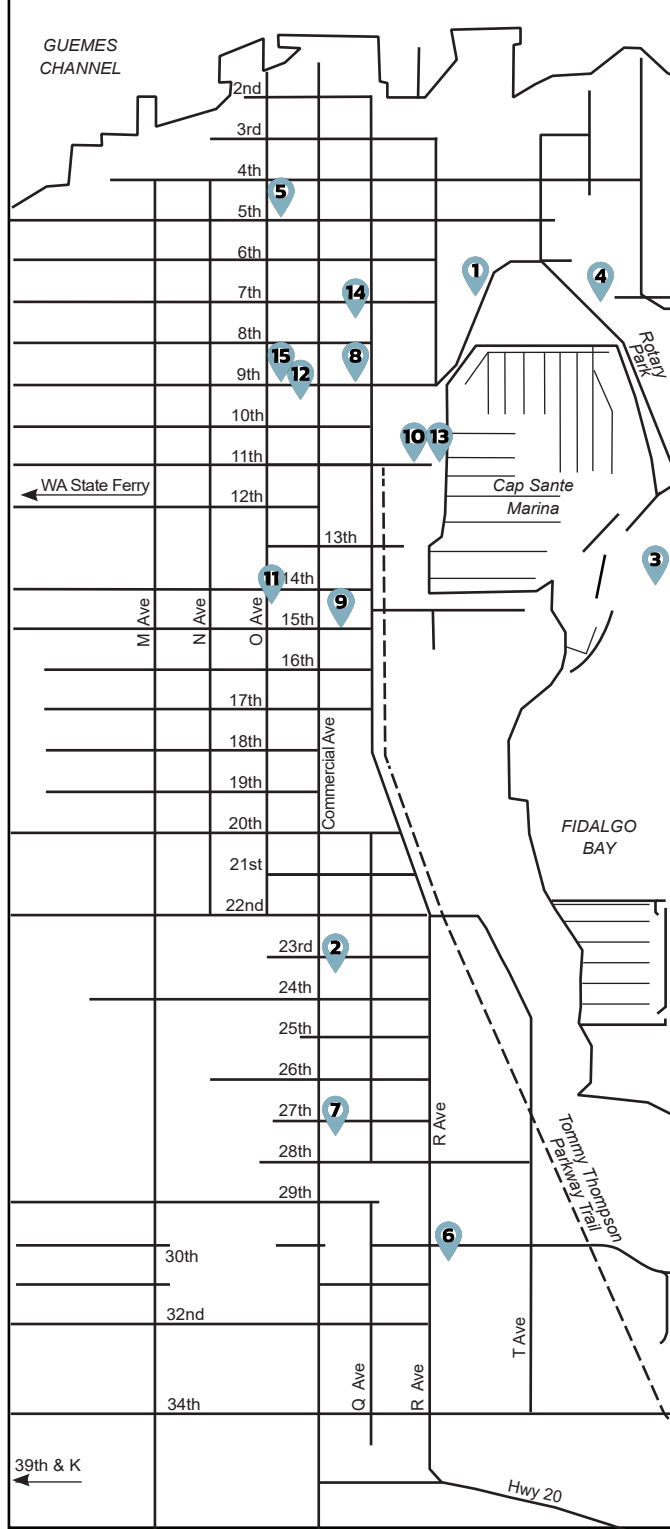 GUEMES
CHANNEL
2nd
3rd
4th
5
5th
6th
1
4
7th
14
8th
Rotary
Park
15
12
8
9th
10th
10
13
11th
WA State Ferry
Cap Sante
Marina
12th
13th
3
11
14th
9
M Ave
N Ave
O Ave
15th
16th
17th
Commercial Ave
18th
19th
20th
FIDALGO
BAY
21st
22nd
23rd
2
24th
25th
26th
27th
7
R Ave
28th
Tommy Thompson
Parkway Trail
29th
6
30th
32nd
Q Ave
R Ave
T Ave
34th
39th & K
Hwy 20